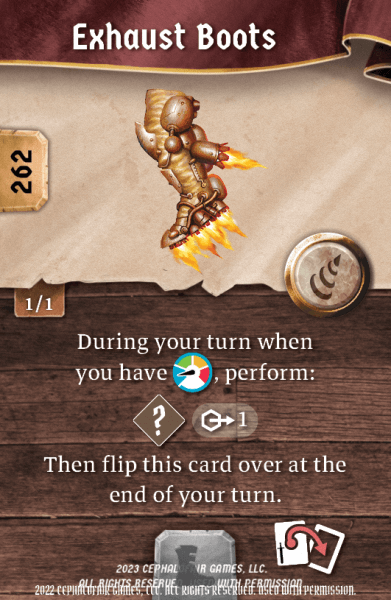 Exhaust Boots
262
1/1
During your turn when
you have , perform:
? 1
Then flip this card over at the
end of your turn.
2023 CEPHALOFAIR GAMES, LLC.
ALL RIGHTS RESERVE WITH PERMISSION
2022 CEPHALOFAIR GAMES, LLC. ALL RIGHTS RESERVED. USED WITH PERMISSION.